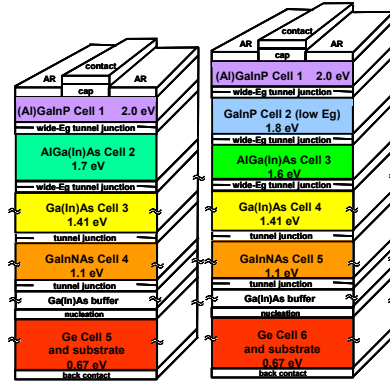 contact
AR
AR
cap
(Al)GaInP Cell 1 2.0 eV
wide-Eg tunnel junction
AlGa(In)As Cell 2
1.7 eV
wide-Eg tunnel junction
Ga(In)As Cell 3
1.41 eV
tunnel junction
GaInNAs Cell 4
1.1 eV
tunnel junction
Ga(In)As buffer
nucleation
Ge Cell 5
and substrate
0.67 eV
back contact
contact
AR
AR
cap
(Al)GaInP Cell 1 2.0 eV
wide-Eg tunnel junction
GaInP Cell 2 (low Eg)
1.8 eV
wide-Eg tunnel junction
AlGa(In)As Cell 3
1.6 eV
wide-Eg tunnel junction
Ga(In)As Cell 4
1.41 eV
tunnel junction
GaInNAs Cell 5
1.1 eV
tunnel junction
Ga(In)As buffer
nucleation
Ge Cell 6
and substrate
0.67 eV
back contact